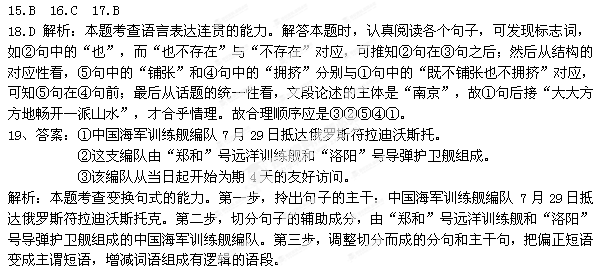 15.B　16.C　17.B
18.D 解析：本题考查语言表达连贯的能力。解答本题时，认真阅读各个句子，可发现标志词，
如②句中的“也”，而“也不存在”与“不存在”对应，可推知②句在③句之后；然后从结构的
对应性看，⑤句中的“铺张”和④句中的“拥挤”分别与①句中的“既不铺张也不拥挤”对应，
可知⑤句在④句前；最后从话题的统一性看，文段论述的主体是“南京”，故①句后接“大大方
方地畅开一派山水”，才合乎情理。故合理顺序应是③②⑤④①。
19、答案：①中国海军训练舰编队 7 月 29 日抵达俄罗斯符拉迪沃斯托。
②这支编队由“郑和”号远洋训练舰和“洛阳”号导弹护卫舰组成。
③该编队从当日起开始为期 4 天的友好访问。
解析：本题考查变换句式的能力。第一步，拎出句子的主干：中国海军训练舰编队 7 月 29 日抵
达俄罗斯符拉迪沃斯托克。第二步，切分句子的辅助成分，由“郑和”号远洋训练舰和“洛阳”
号导弹护卫舰组成的中国海军训练舰编队。第三步，调整切分而成的分句和主干句，把偏正短语
变成主谓短语，增减词语组成有逻辑的语段。